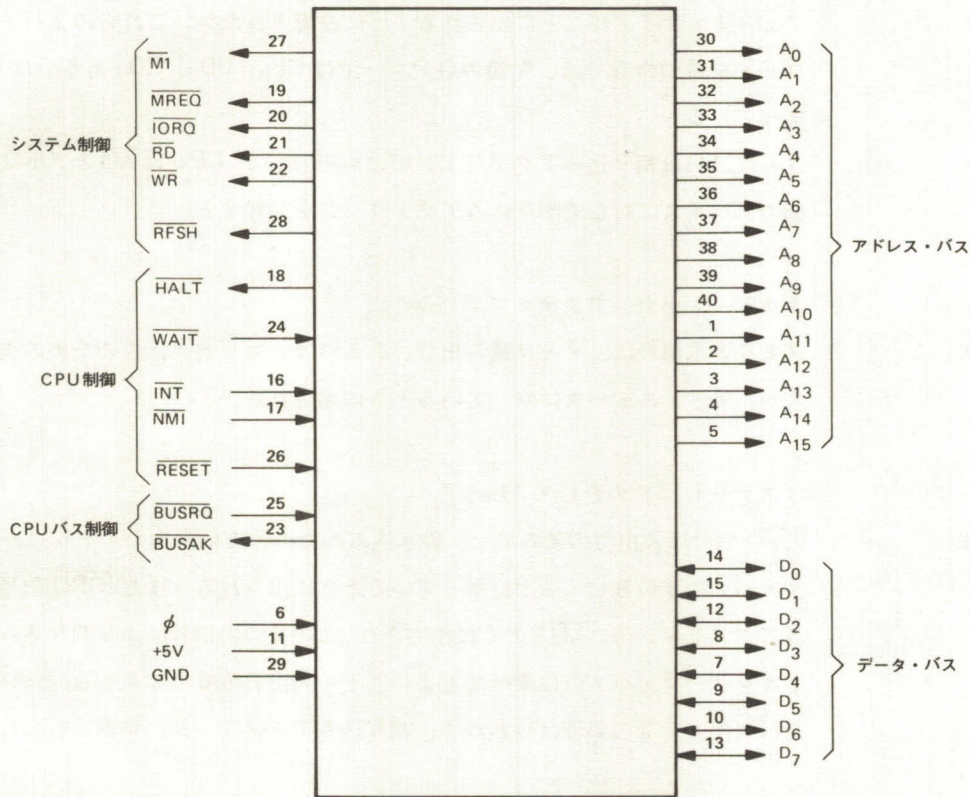 システム制御
M1 27
MREQ 19
IORQ 20
RD 21
WR 22
RFSH 28
CPU制御
HALT 18
WAIT 24
INT 16
NMI 17
RESET 26
CPUバス制御
BUSRQ 25
BUSAK 23
φ 6
+5V 11
GND 29
30 A0
31 A1
32 A2
33 A3
34 A4
35 A5
36 A6
37 A7
38 A8
39 A9
40 A10
1 A11
2 A12
3 A13
4 A14
5 A15
アドレス・バス
14 D0
15 D1
12 D2
8 D3
7 D4
9 D5
10 D6
13 D7
データ・バス